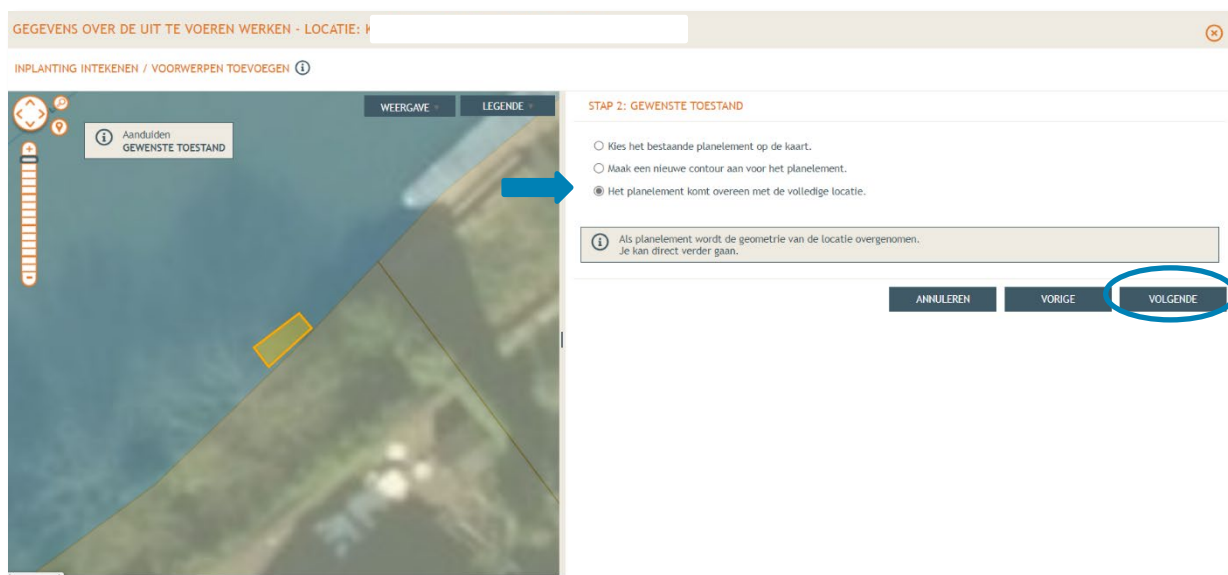 GEGEVENS OVER DE UIT TE VOEREN WERKEN - LOCATIE: K
INPLANTING INTEKENEN / VOORWERPEN TOEVOEGEN
WEERGAVE
LEGENDE
Aanduiden
GEWENSTE TOESTAND
STAP 2: GEWENSTE TOESTAND
Kies het bestaande planelement op de kaart.
Maak een nieuwe contour aan voor het planelement.
Het planelement komt overeen met de volledige locatie.
Als planelement wordt de geometrie van de locatie overgenomen.
Je kan direct verder gaan.
ANNULEREN
VORIGE
VOLGENDE